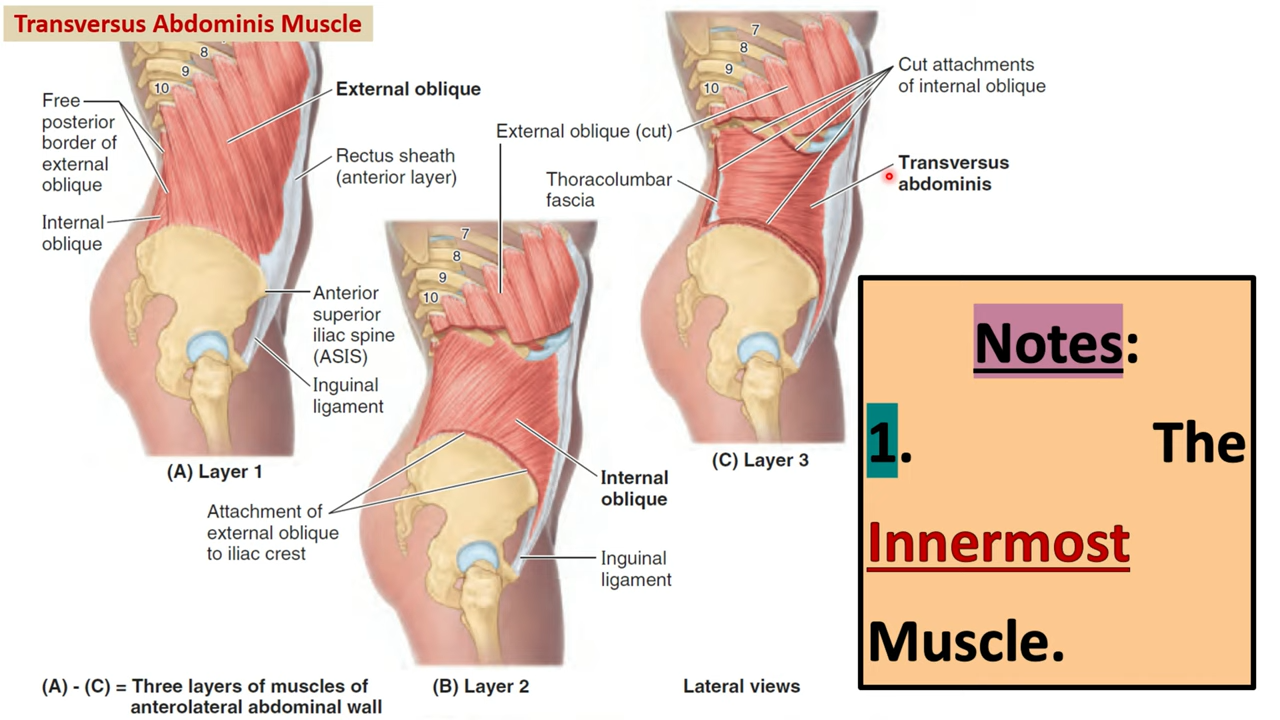 Transversus Abdominis Muscle
8
9
10
Free
posterior
border of
external
oblique
Internal
oblique
External oblique
Rectus sheath
(anterior layer)
Anterior
superior
iliac spine
(ASIS)
Inguinal
ligament
(A) Layer 1
External oblique (cut)
7
8
9
10
Attachment of
external oblique
to iliac crest
Internal
oblique
Inguinal
ligament
(B) Layer 2
7
8
9
10
Cut attachments
of internal oblique
Thoracolumbar
fascia
Transversus
abdominis
(C) Layer 3
(A) - (C) = Three layers of muscles of
anterolateral abdominal wall
Lateral views
Notes:
1. The
Innermost
Muscle.